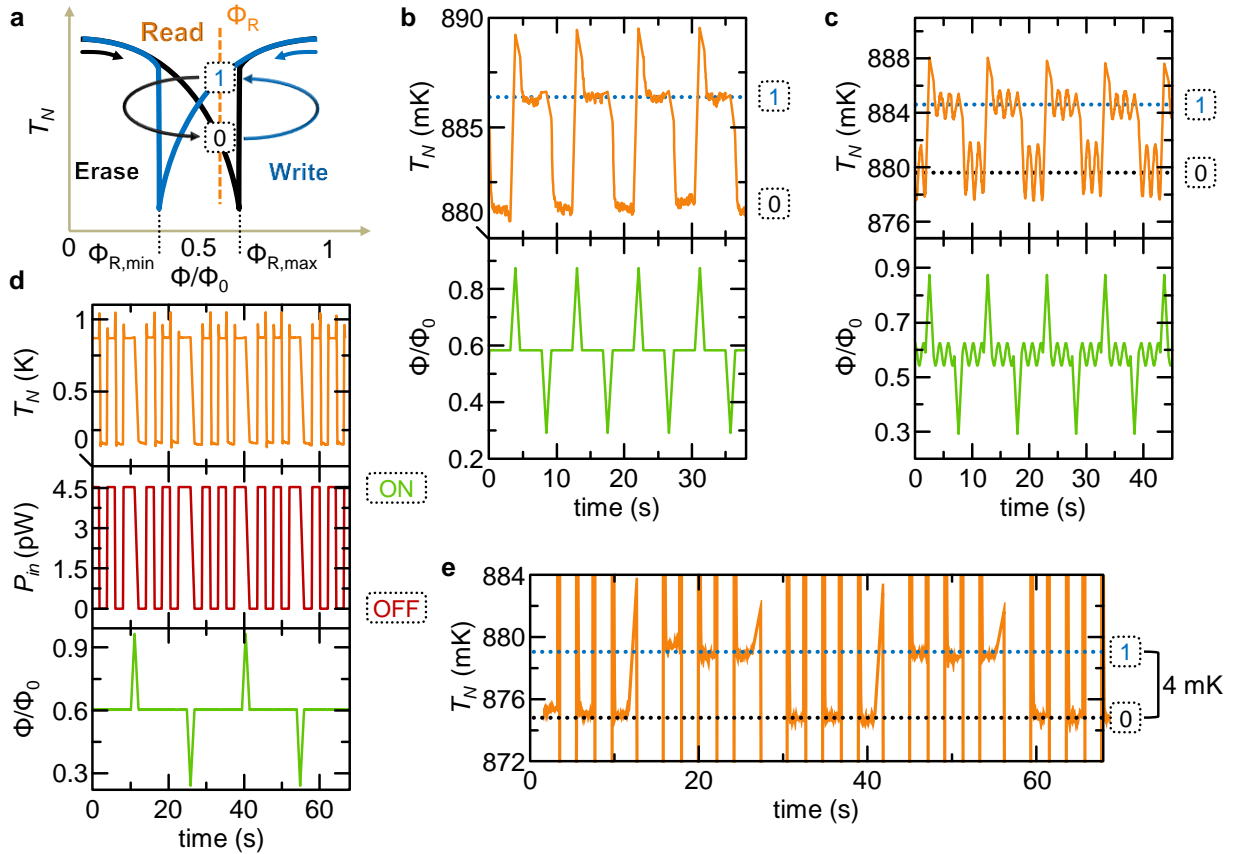 a
Read
Φ_R
T_N
1
0
Erase
Write
0
0.5
1
Φ_R,min
Φ_R,max
Φ/Φ_0
b
890
885
880
T_N (mK)
1
0
0.8
0.6
0.4
0.2
Φ/Φ_0
0 10 20 30
time (s)
c
888
884
880
876
T_N (mK)
1
0
0.9
0.7
0.5
0.3
Φ/Φ_0
0 10 20 30 40
time (s)
d
1
0.5
0
T_N (K)
4.5
3
1.5
0
P_in (pW)
ON
OFF
0.9
0.6
0.3
Φ/Φ_0
0 20 40 60
time (s)
e
884
880
876
872
T_N (mK)
1
0
4 mK
0 20 40 60
time (s)